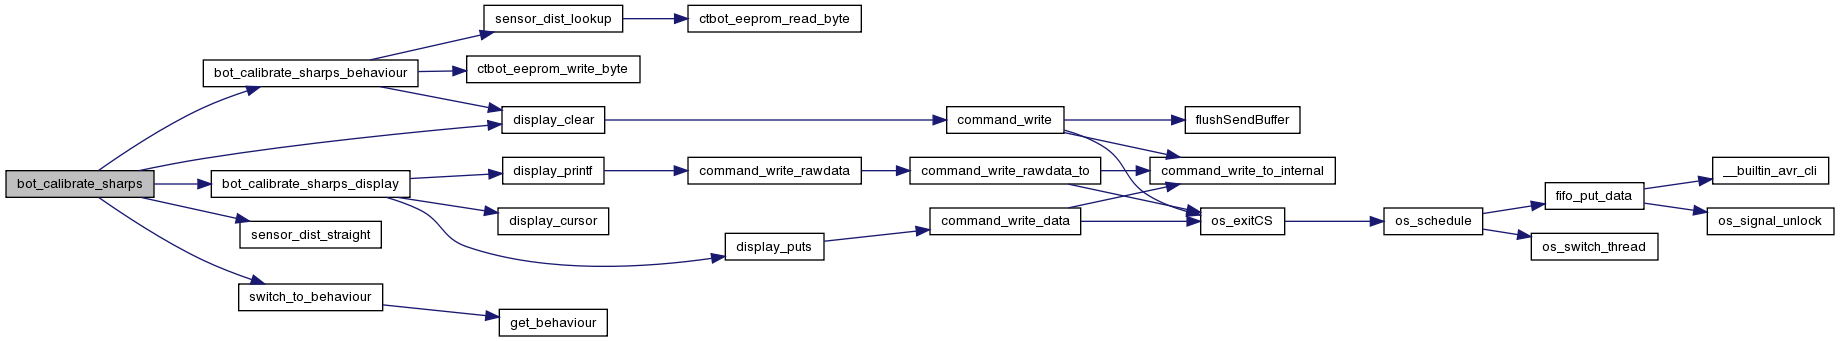 bot_calibrate_sharps
bot_calibrate_sharps_behaviour
sensor_dist_lookup
ctbot_eeprom_read_byte
ctbot_eeprom_write_byte
display_clear
command_write
flushSendBuffer
bot_calibrate_sharps_display
display_printf
command_write_rawdata
command_write_rawdata_to
command_write_to_internal
display_cursor
display_puts
command_write_data
os_exitCS
os_schedule
fifo_put_data
__builtin_avr_cli
os_signal_unlock
os_switch_thread
sensor_dist_straight
switch_to_behaviour
get_behaviour